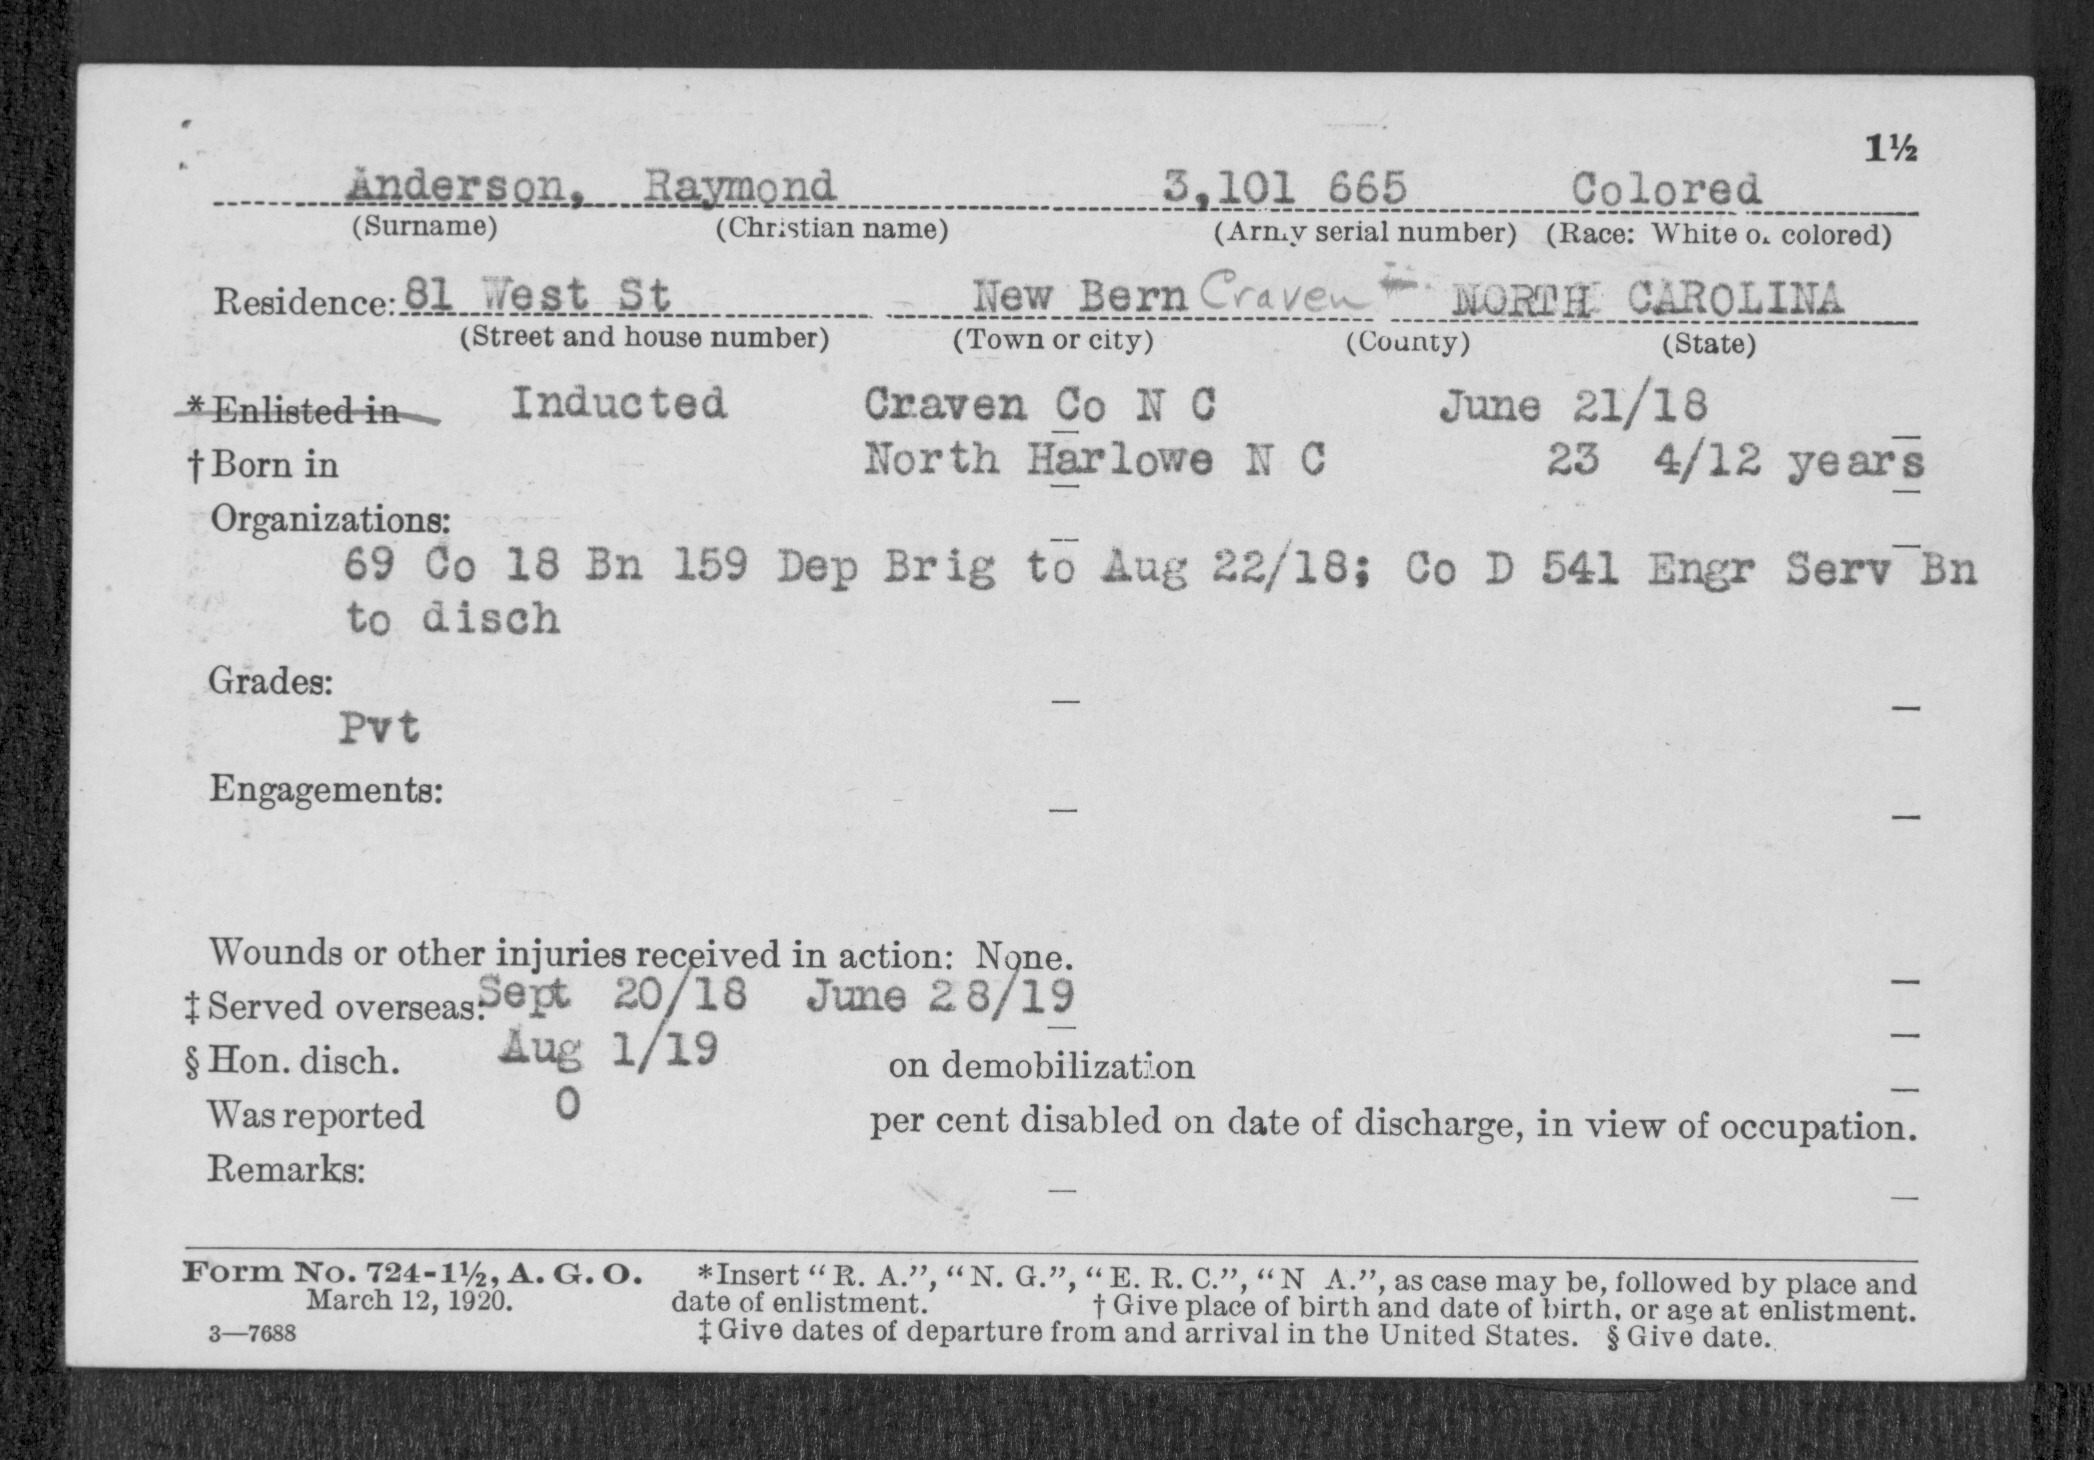 1½
Anderson, Raymond 3,101 665 Colored
(Surname) (Christian name) (Army serial number) (Race: White or colored)
Residence: 81 West St New Bern Craven NORTH CAROLINA
(Street and house number) (Town or city) (County) (State)
*Enlisted in Inducted Craven Co N C June 21/18
†Born in North Harlowe N C 23 4/12 years
Organizations:
69 Co 18 Bn 159 Dep Brig to Aug 22/18; Co D 541 Engr Serv Bn
to disch
Grades:
Pvt
Engagements:
Wounds or other injuries received in action: None.
‡Served overseas: Sept 20/18 June 28/19
§Hon. disch. Aug 1/19 on demobilization
Was reported 0 per cent disabled on date of discharge, in view of occupation.
Remarks:
Form No. 724-1½, A. G. O. *Insert “R. A.”, “N. G.”, “E. R. C.”, “N A.”, as case may be, followed by place and
March 12, 1920. date of enlistment. †Give place of birth and date of birth, or age at enlistment.
3—7688 ‡Give dates of departure from and arrival in the United States. §Give date.